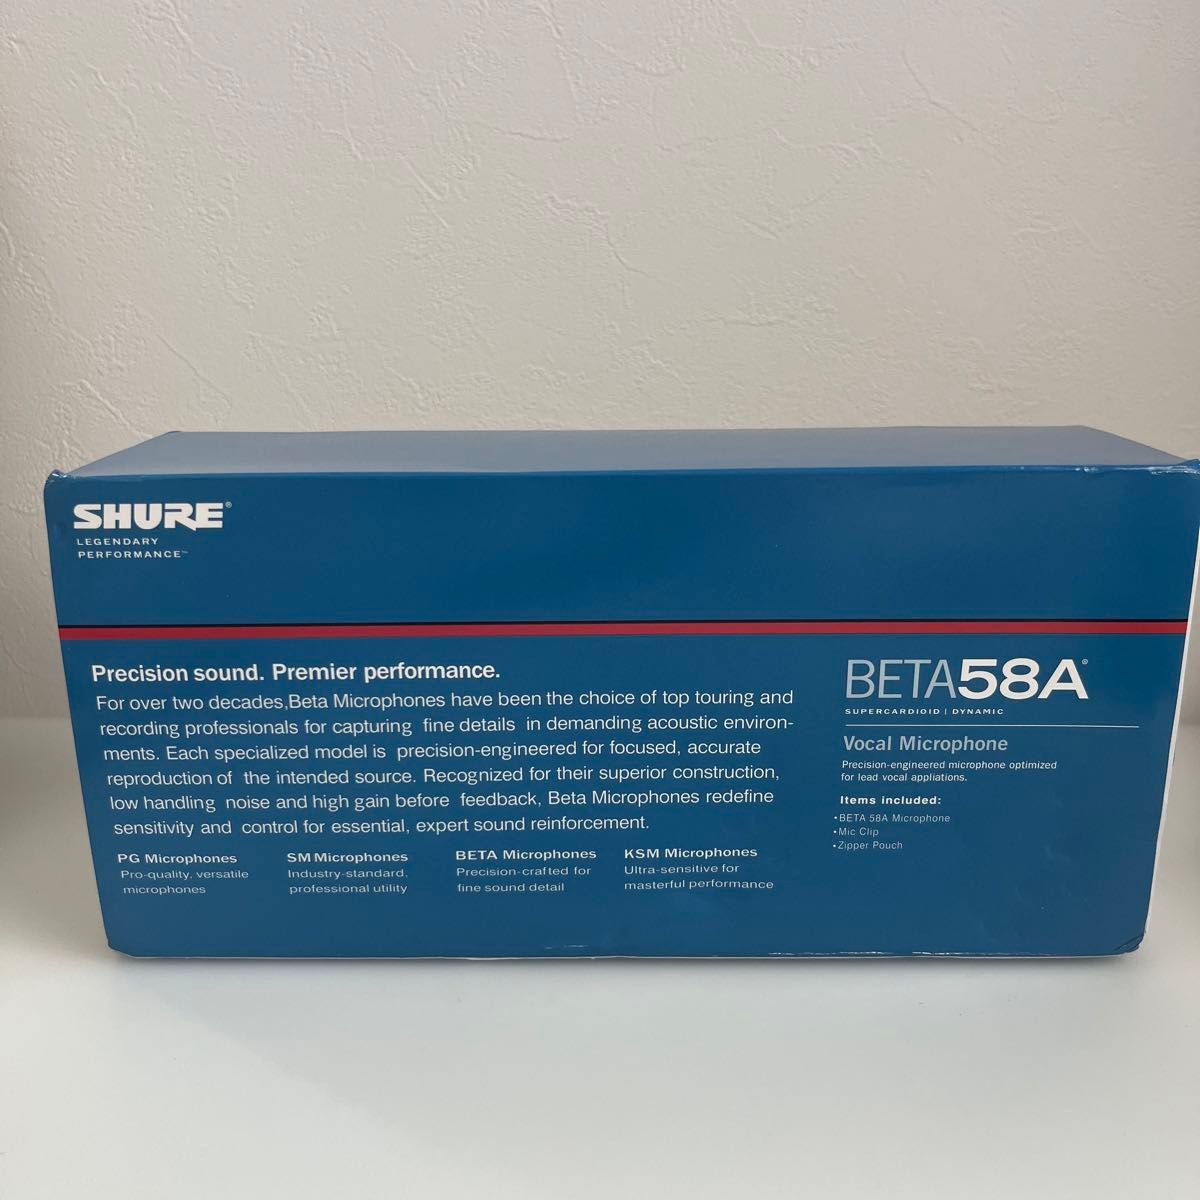 SHURE®
LEGENDARY
PERFORMANCE™
Precision sound. Premier performance.
For over two decades,Beta Microphones have been the choice of top touring and
recording professionals for capturing fine details in demanding acoustic environ-
ments. Each specialized model is precision-engineered for focused, accurate
reproduction of the intended source. Recognized for their superior construction,
low handling noise and high gain before feedback, Beta Microphones redefine
sensitivity and control for essential, expert sound reinforcement.
PG Microphones
Pro-quality, versatile
microphones
SM Microphones
Industry-standard,
professional utility
BETA Microphones
Precision-crafted for
fine sound detail
KSM Microphones
Ultra-sensitive for
masterful performance
BETA58A®
SUPERCARDIOID | DYNAMIC
Vocal Microphone
Precision-engineered microphone optimized
for lead vocal appliations.
Items included:
•BETA 58A Microphone
•Mic Clip
•Zipper Pouch